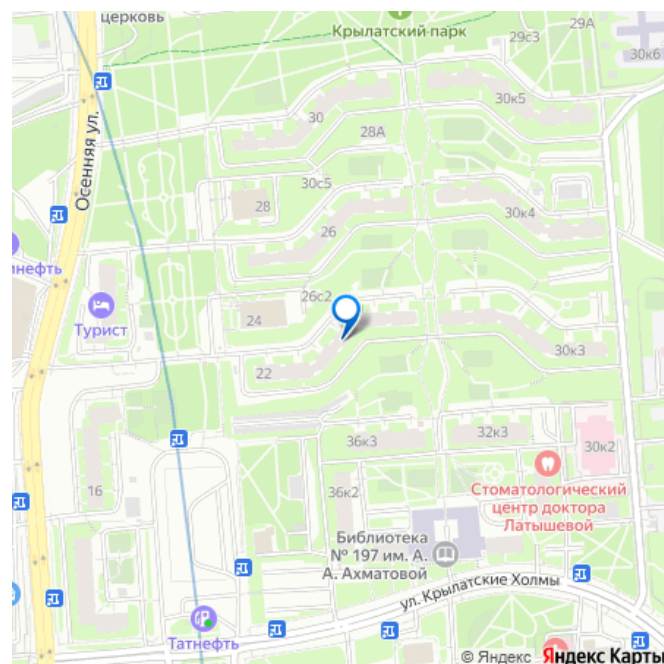 церковь
Крылатский парк
29с3
29А
30к6
30
30к5
28А
Осенняя ул.
30с5
28
30к4
26
инефть
26с2
Турист
24
22
30к3
36к3
32к3
30к2
16
36к2
Стоматологический
центр доктора
Латышевой
Библиотека
№ 197 им. А.
А. Ахматовой
ул. Крылатские Холмы
Татнефть
© Яндекс Яндекс Карты